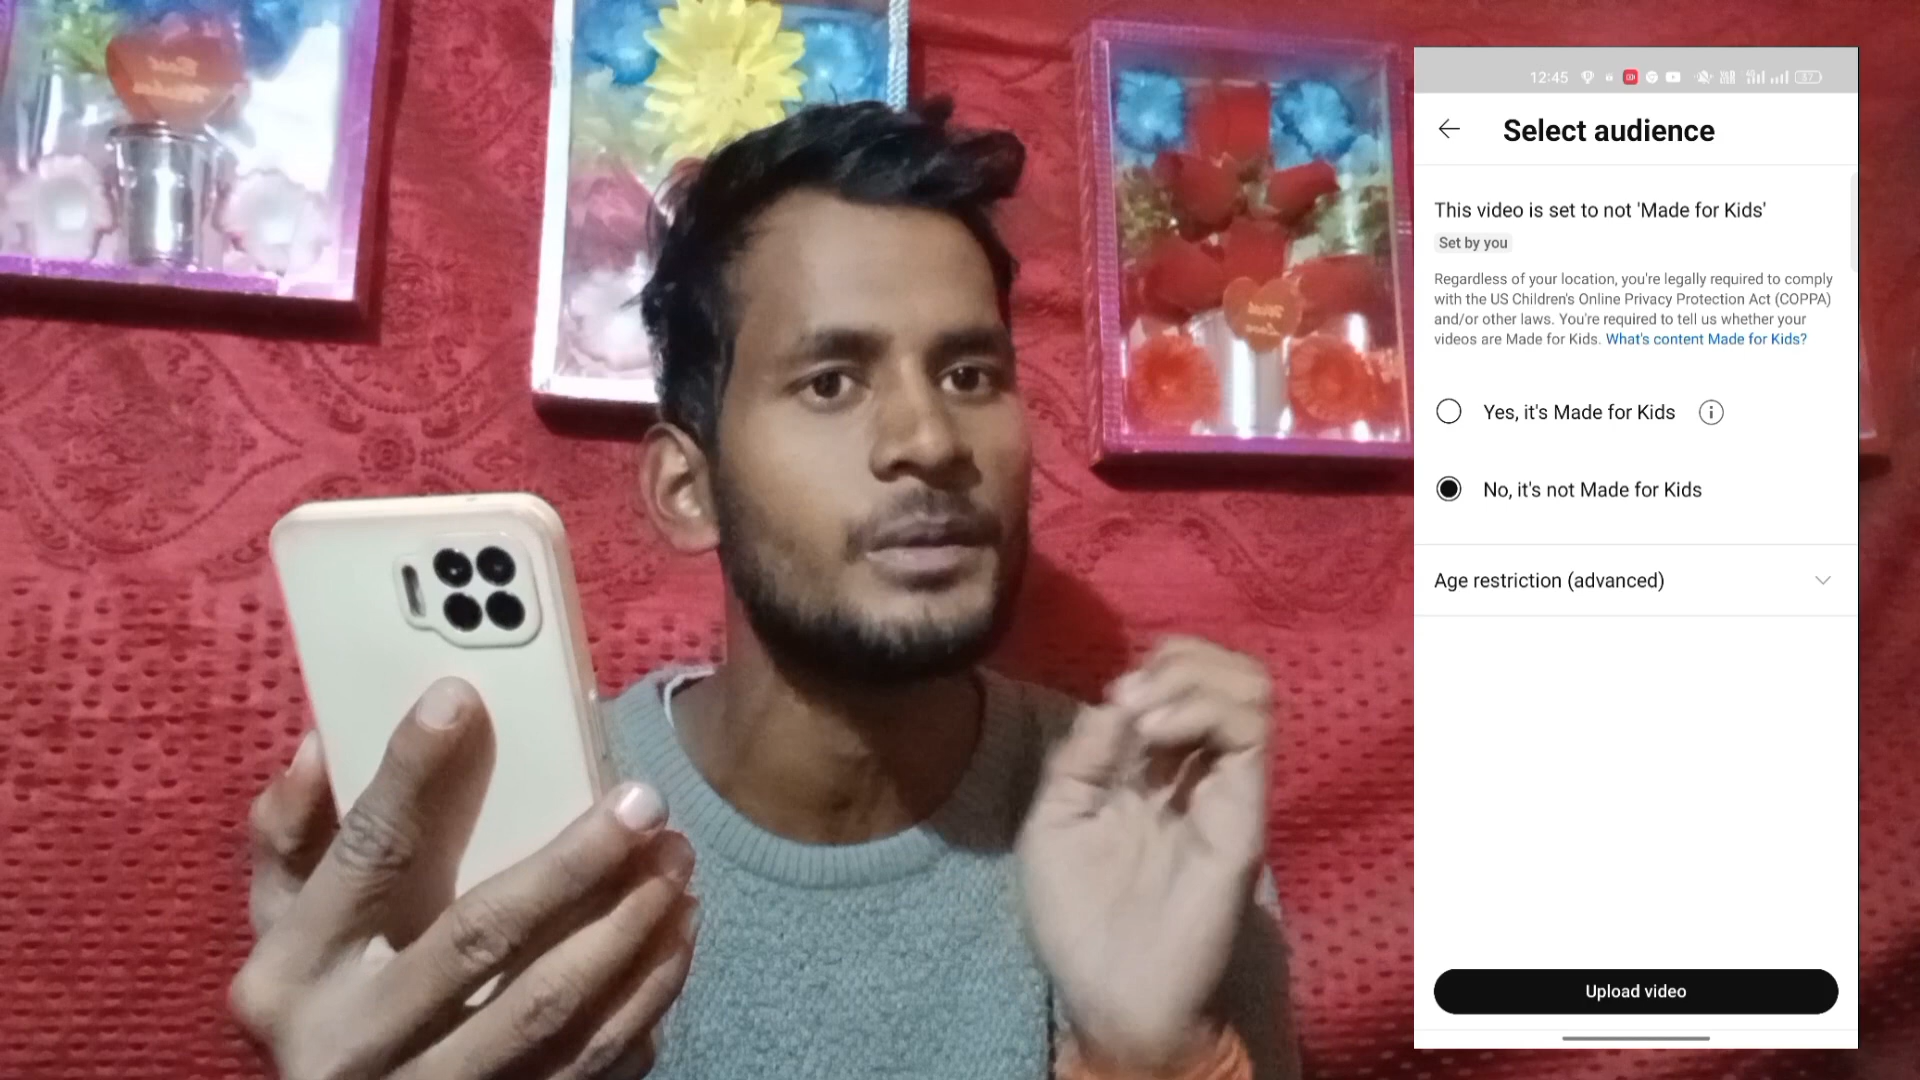 12:45
Select audience
This video is set to not 'Made for Kids'
Set by you
Regardless of your location, you're legally required to comply
with the US Children's Online Privacy Protection Act (COPPA)
and/or other laws. You're required to tell us whether your
videos are Made for Kids. What's content Made for Kids?
Yes, it's Made for Kids
No, it's not Made for Kids
Age restriction (advanced)
Upload video